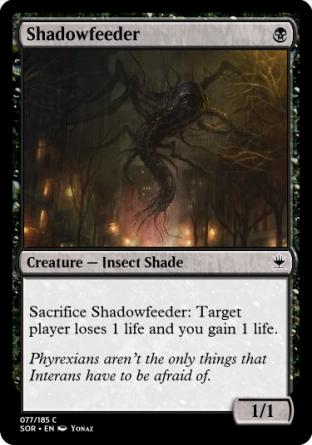 Shadowfeeder
Creature — Insect Shade
Sacrifice Shadowfeeder: Target
player loses 1 life and you gain 1 life.
Phyrexians aren't the only things that
Interans have to be afraid of.
1/1
077/185 C
SOR • EN Yonaz